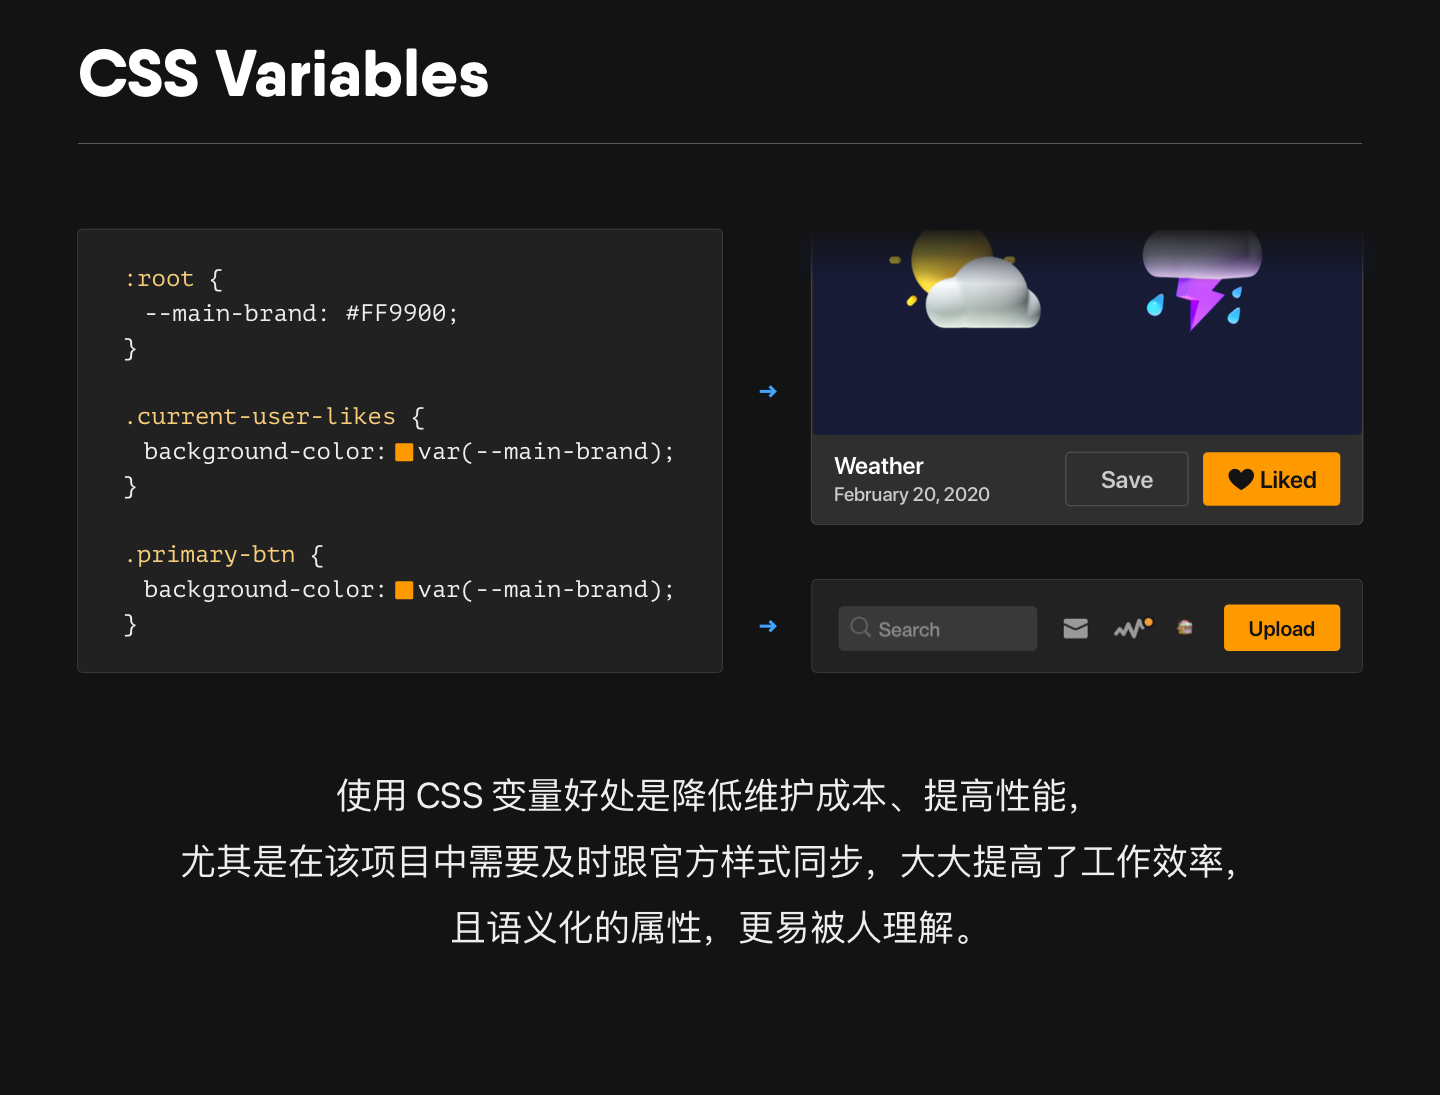 CSS Variables
:root {
--main-brand: #FF9900;
}
.current-user-likes {
background-color: var(--main-brand);
}
.primary-btn {
background-color: var(--main-brand);
}
Weather
February 20, 2020
Save
Liked
Search
Upload
使用 CSS 变量好处是降低维护成本、提高性能，
尤其是在该项目中需要及时跟官方样式同步，大大提高了工作效率，
且语义化的属性，更易被人理解。